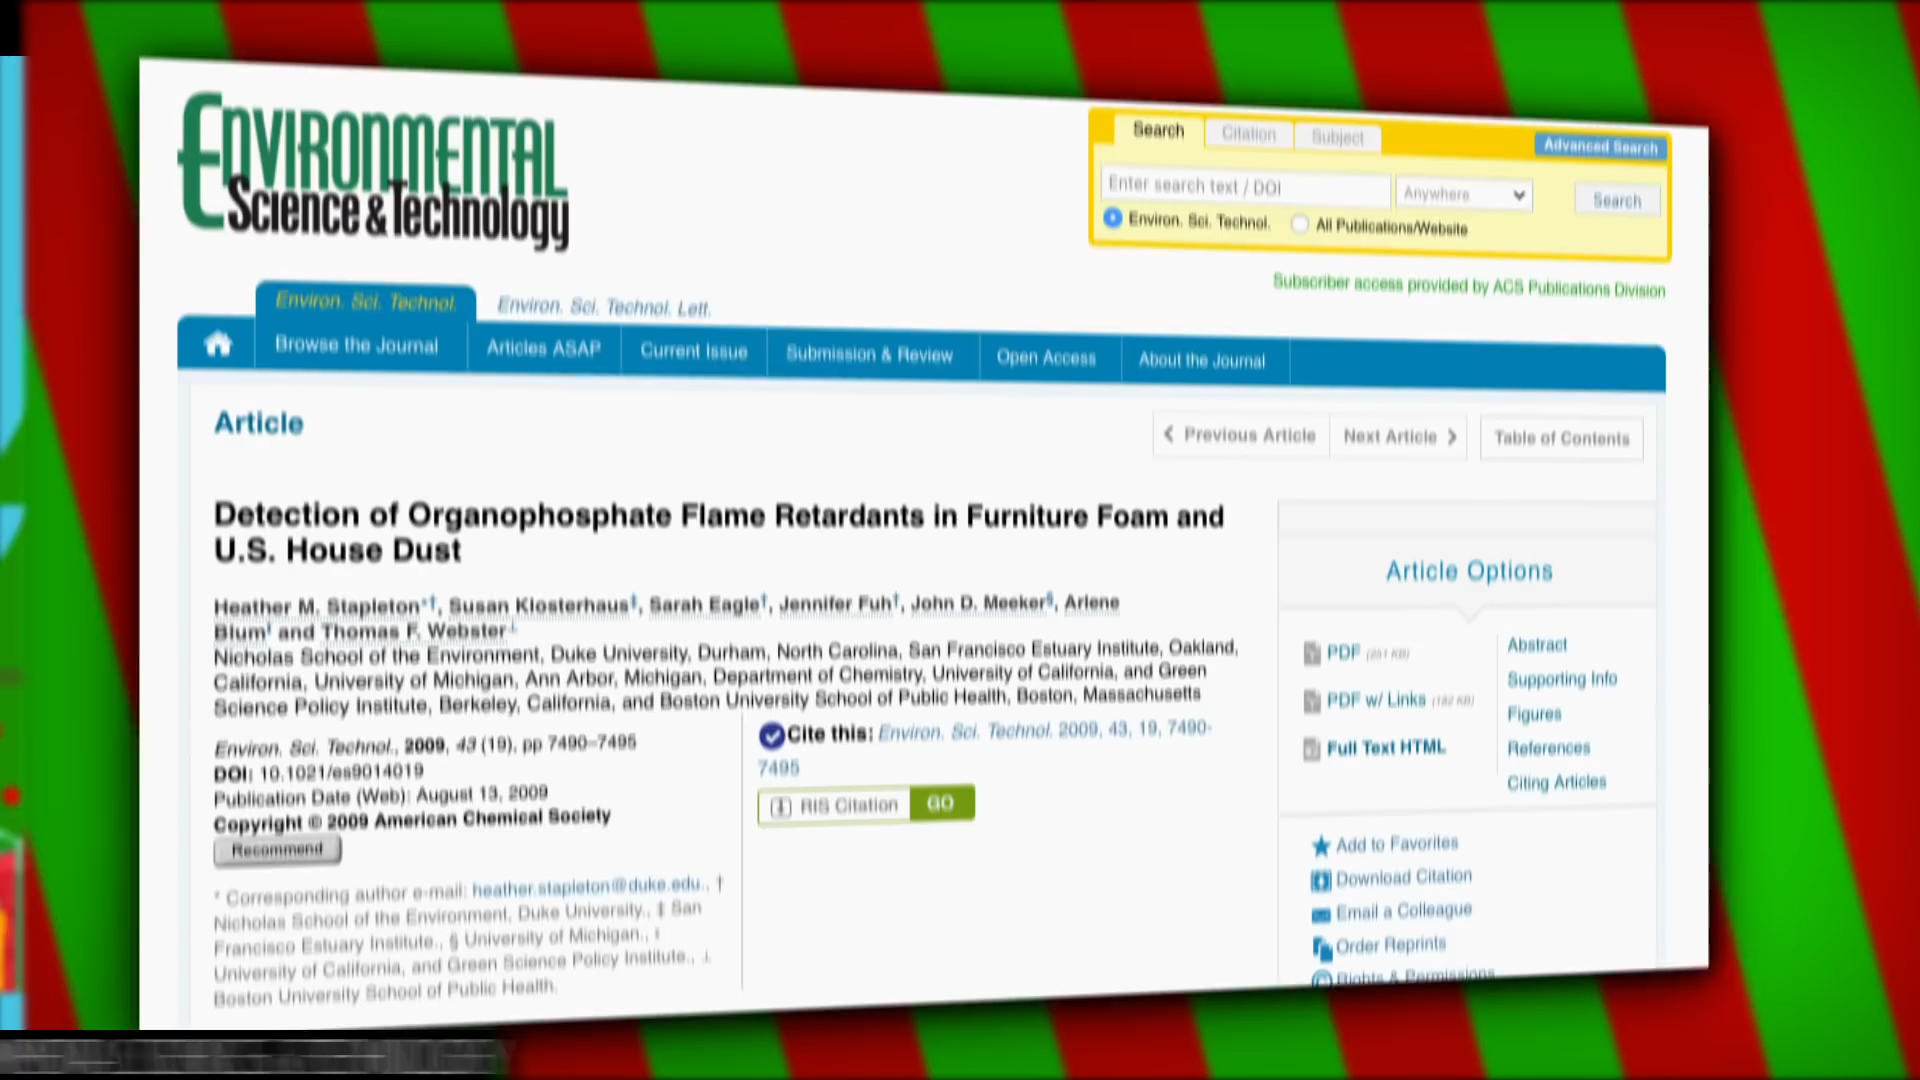 ENVIRONMENTAL
Science & Technology
Search
Citation
Subject
Advanced Search
Enter search text / DOI
Anywhere
Search
Environ. Sci. Technol.
All Publications/Website
Subscriber access provided by ACS Publications Division
Environ. Sci. Technol.
Environ. Sci. Technol. Lett.
Browse the Journal
Articles ASAP
Current Issue
Submission & Review
Open Access
About the Journal
Article
Previous Article
Next Article
Table of Contents
Detection of Organophosphate Flame Retardants in Furniture Foam and
U.S. House Dust
Heather M. Stapleton*†, Susan Klosterhaus‡, Sarah Eagle†, Jennifer Fuh†, John D. Meeker§, Arlene
Blum and Thomas F. Webster⊥
Nicholas School of the Environment, Duke University, Durham, North Carolina, San Francisco Estuary Institute, Oakland,
California, University of Michigan, Ann Arbor, Michigan, Department of Chemistry, University of California, and Green
Science Policy Institute, Berkeley, California, and Boston University School of Public Health, Boston, Massachusetts
Environ. Sci. Technol., 2009, 43 (19), pp 7490–7495
DOI: 10.1021/es9014019
Publication Date (Web): August 13, 2009
Copyright © 2009 American Chemical Society
Recommend
* Corresponding author e-mail: heather.stapleton@duke.edu., †
Nicholas School of the Environment, Duke University., ‡ San
Francisco Estuary Institute., § University of Michigan.,
University of California, and Green Science Policy Institute., ⊥
Boston University School of Public Health.
Cite this: Environ. Sci. Technol. 2009, 43, 19, 7490-
7495
RIS Citation
GO
Article Options
PDF
PDF w/ Links
Full Text HTML
Abstract
Supporting Info
Figures
References
Citing Articles
Add to Favorites
Download Citation
Email a Colleague
Order Reprints
Rights & Permissions